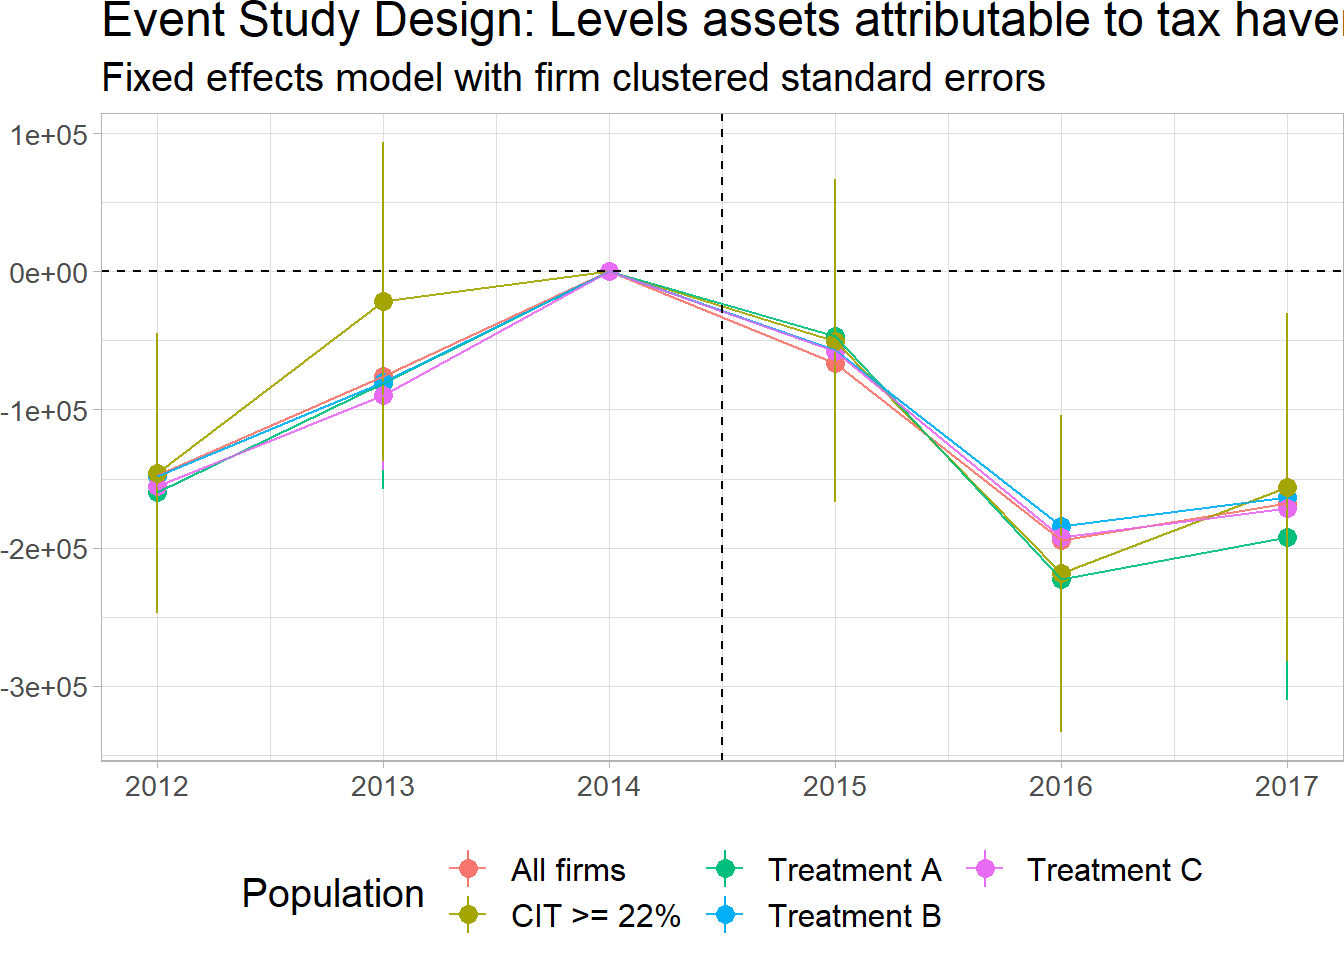 Event Study Design: Levels assets attributable to tax have
Fixed effects model with firm clustered standard errors
1e+05
0e+00
-1e+05
-2e+05
-3e+05
2012 2013 2014 2015 2016 2017
Population
All firms Treatment A Treatment C
CIT >= 22% Treatment B